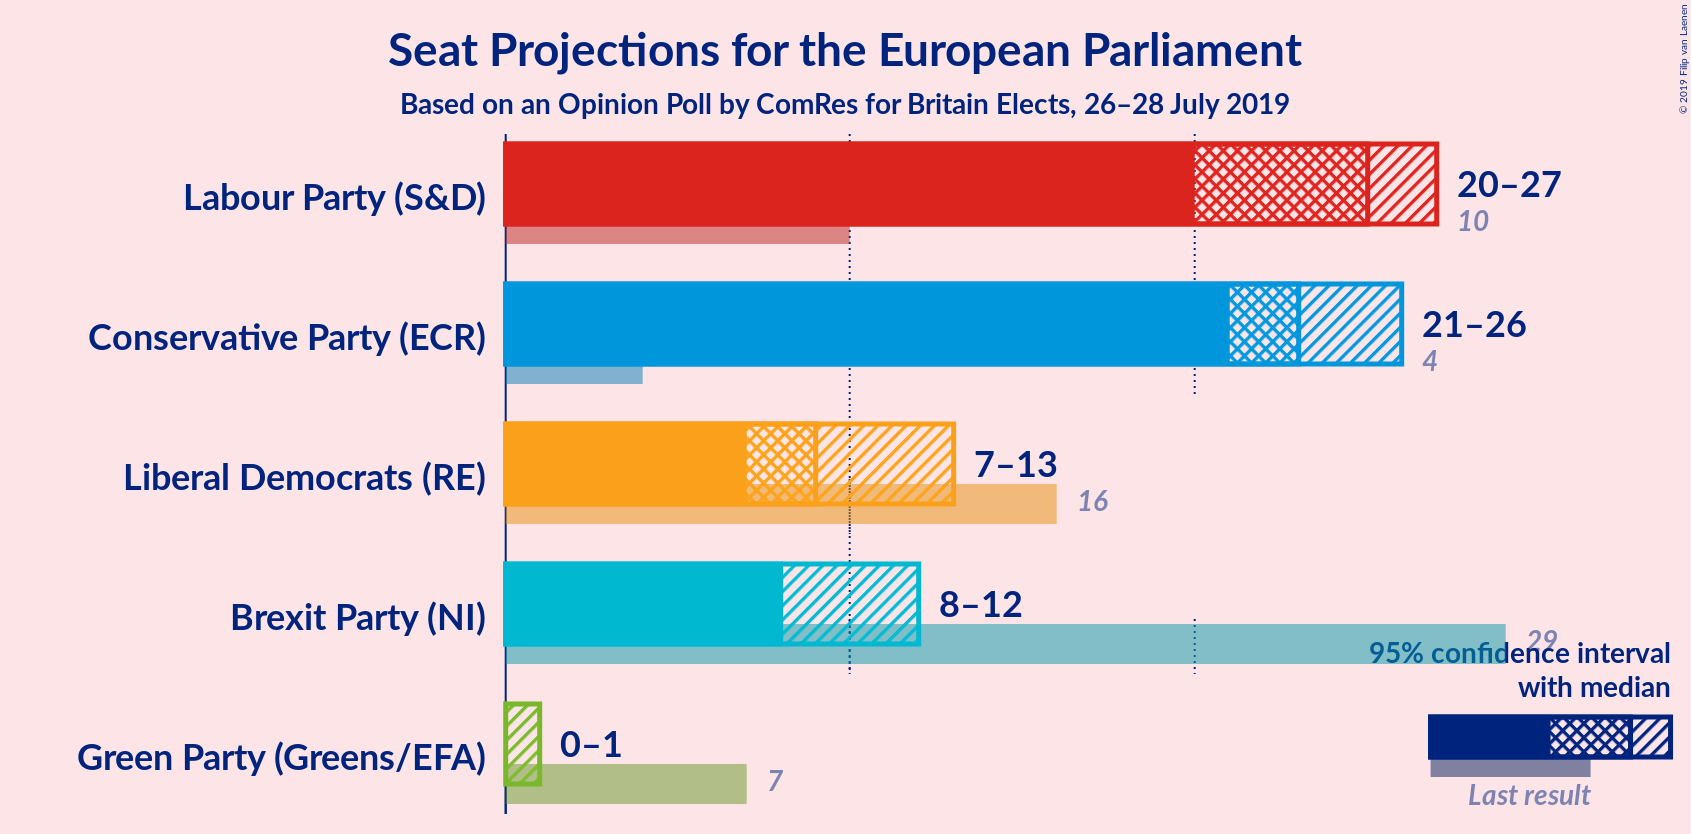 Seat Projections for the European Parliament
Based on an Opinion Poll by ComRes for Britain Elects, 26–28 July 2019
© 2019 Filip van Laenen
Labour Party (S&D)
20–27
10
Conservative Party (ECR)
21–26
4
Liberal Democrats (RE)
7–13
16
Brexit Party (NI)
8–12
29
Green Party (Greens/EFA)
0–1
7
95% confidence interval
with median
Last result